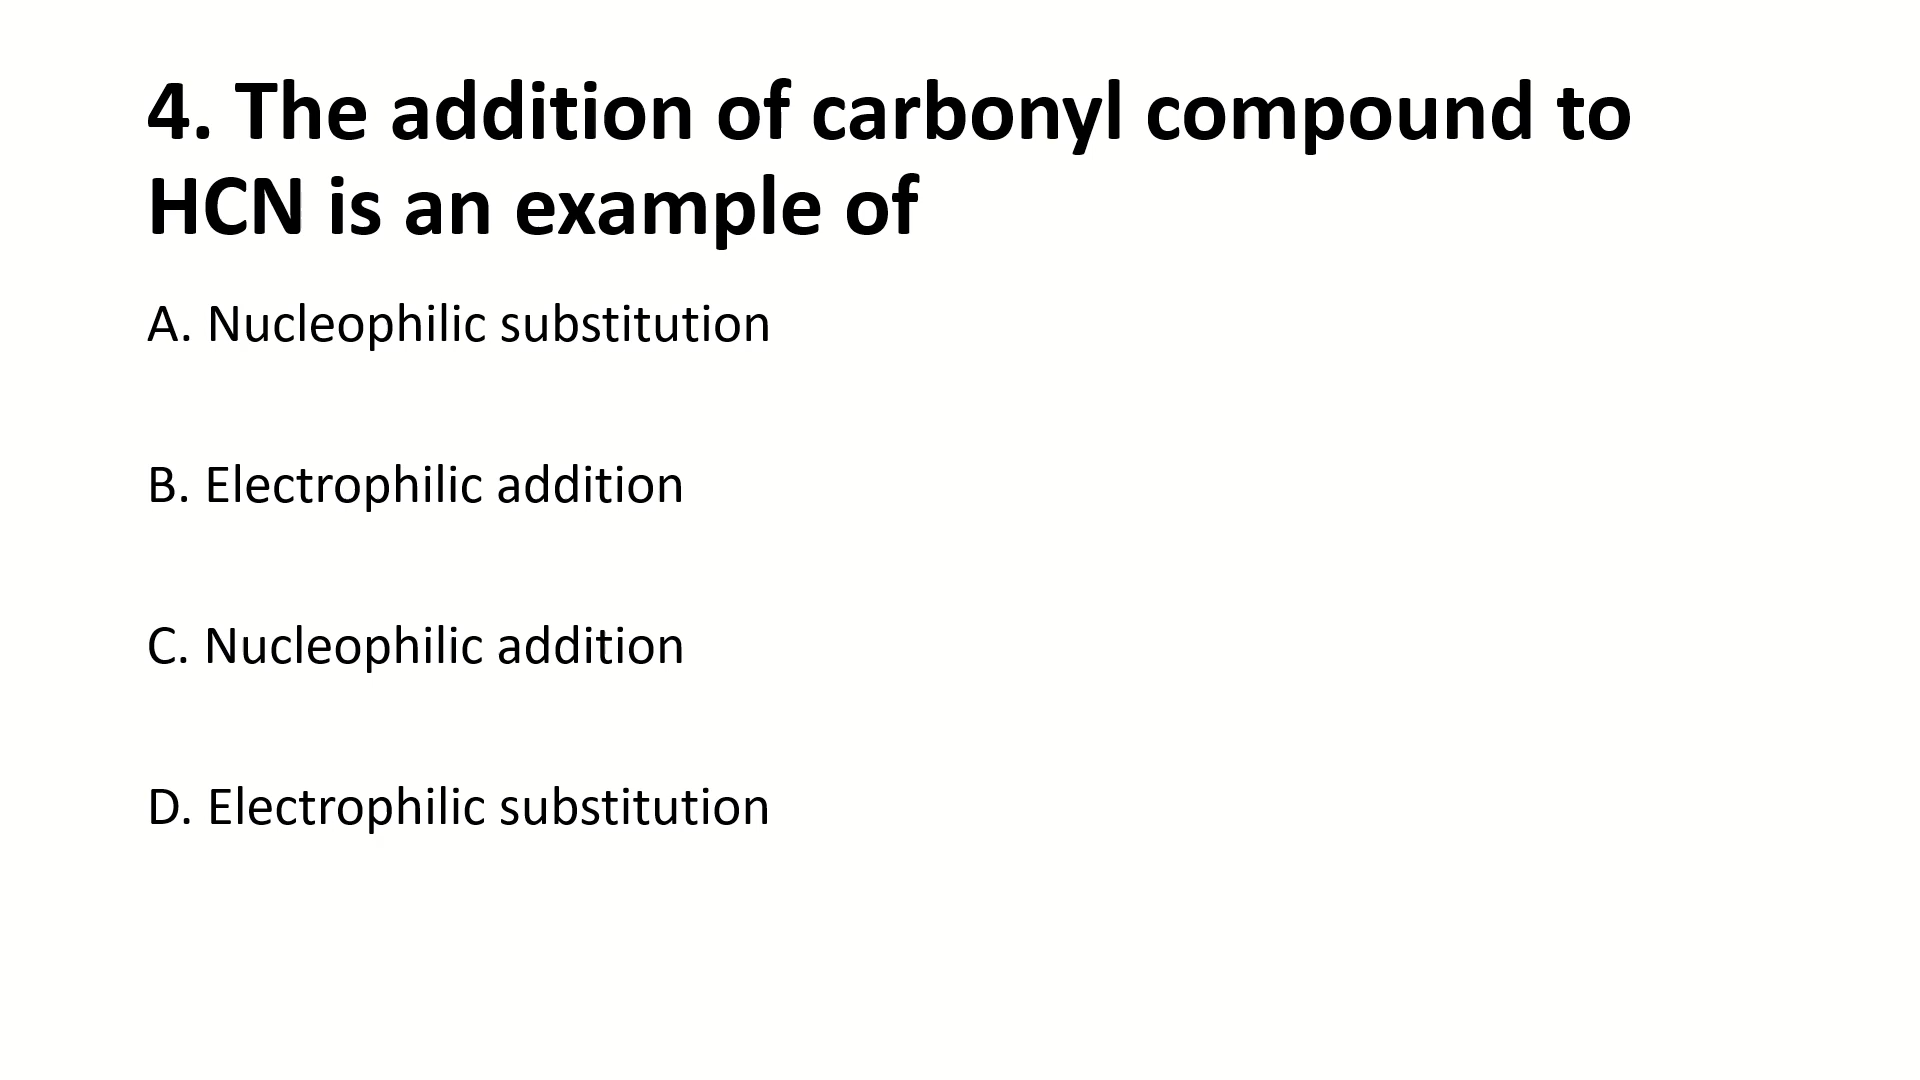 4. The addition of carbonyl compound to
HCN is an example of
A. Nucleophilic substitution
B. Electrophilic addition
C. Nucleophilic addition
D. Electrophilic substitution